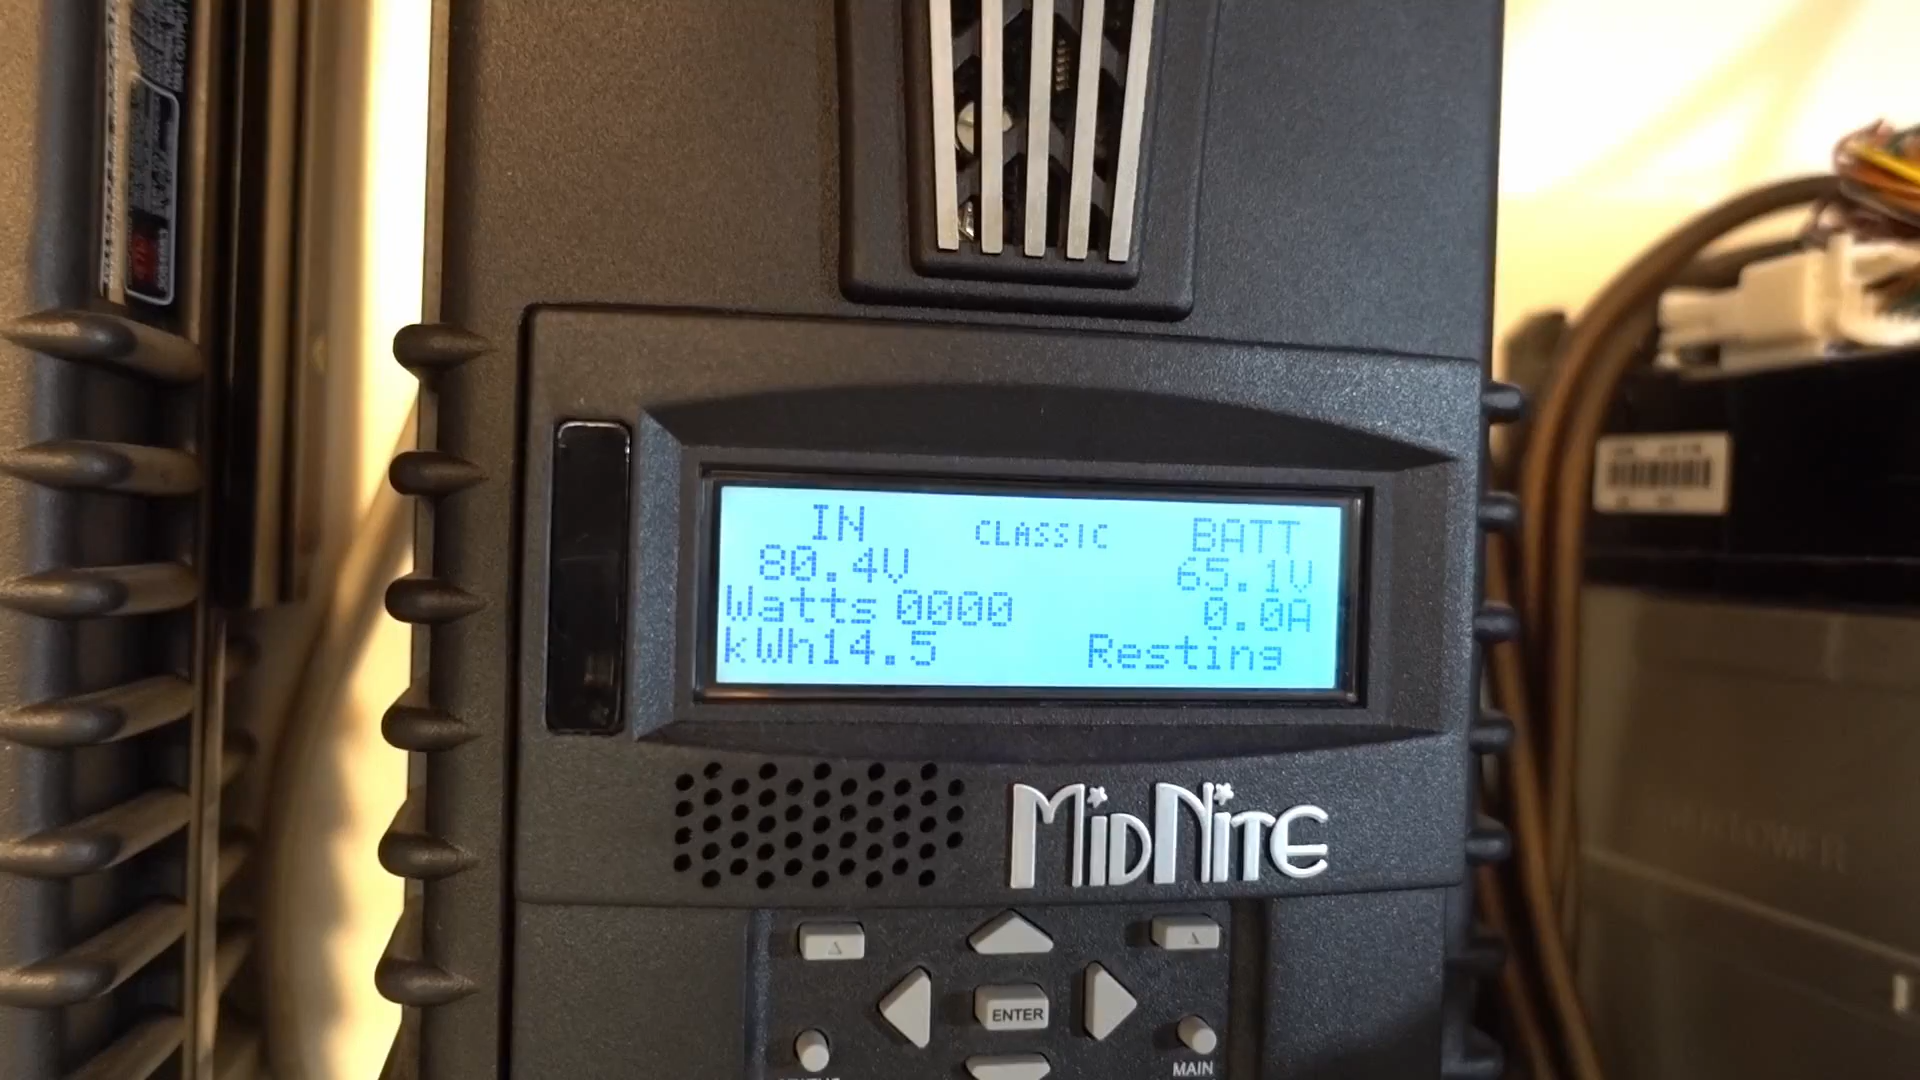 IN CLASSIC BATT
80.4V 65.1V
Watts 0000 0.0A
kWh14.5 Resting
MIDNITE
ENTER
MAIN